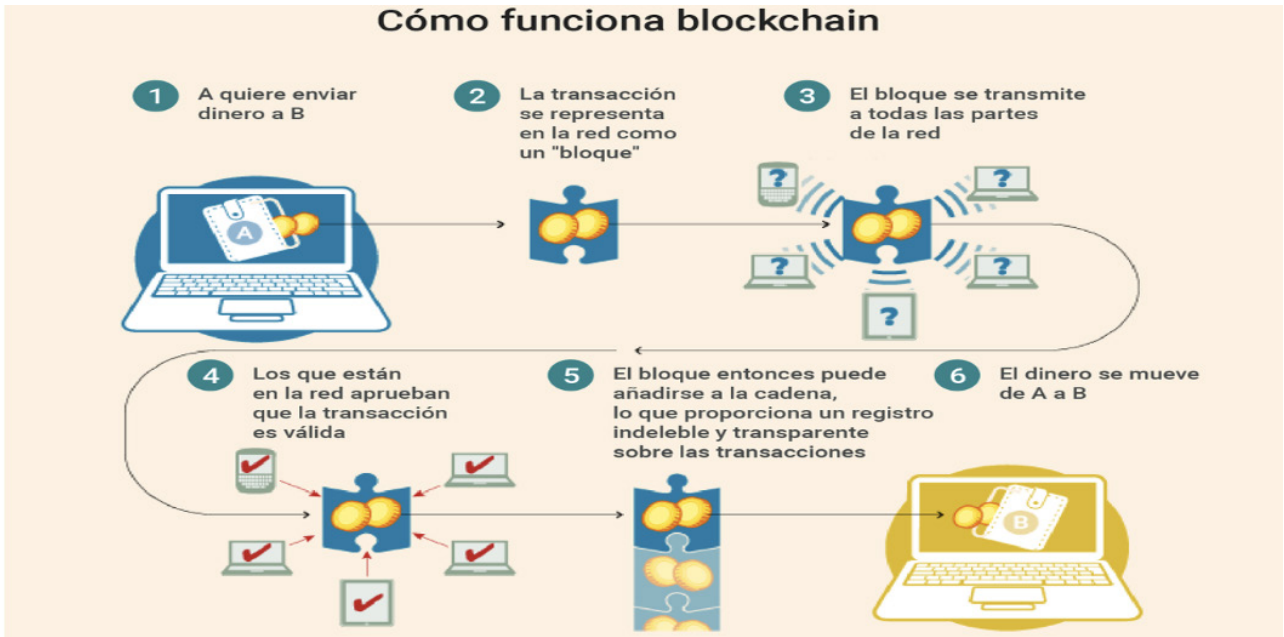 Cómo funciona blockchain
1
A quiere enviar
dinero a B
2
La transacción
se representa
en la red como
un "bloque"
3
El bloque se transmite
a todas las partes
de la red
A
?
?
?
?
?
4
Los que están
en la red aprueban
que la transacción
es válida
5
El bloque entonces puede
añadirse a la cadena,
lo que proporciona un registro
indeleble y transparente
sobre las transacciones
6
El dinero se mueve
de A a B
B